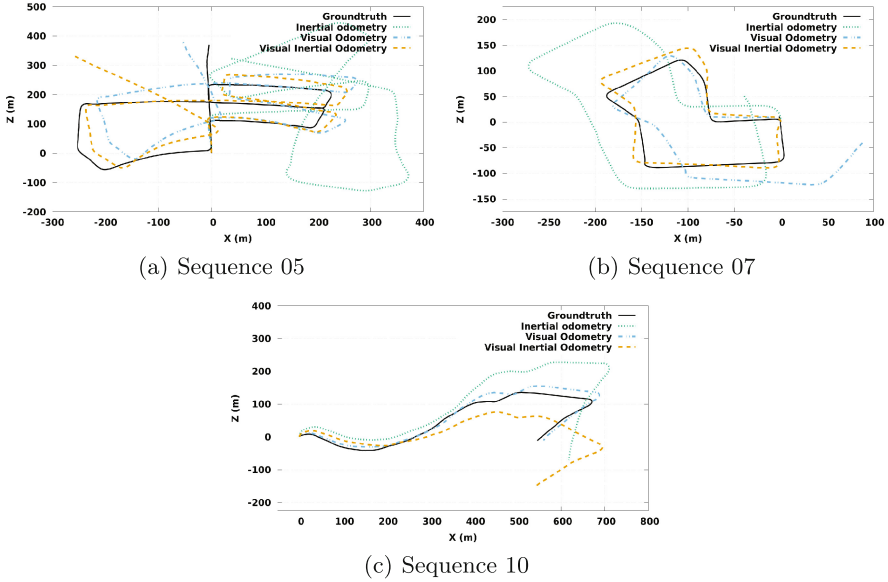 Groundtruth
Inertial odometry
Visual Odometry
Visual Inertial Odometry
500
400
300
200
100
0
-100
-200
Z (m)
-300 -200 -100 0 100 200 300 400
X (m)
(a) Sequence 05
Groundtruth
Inertial odometry
Visual Odometry
Visual Inertial Odometry
200
150
100
50
0
-50
-100
-150
Z (m)
-300 -250 -200 -150 -100 -50 0 50 100
X (m)
(b) Sequence 07
Groundtruth
Inertial odometry
Visual Odometry
Visual Inertial Odometry
400
300
200
100
0
-100
-200
Z (m)
0 100 200 300 400 500 600 700 800
X (m)
(c) Sequence 10